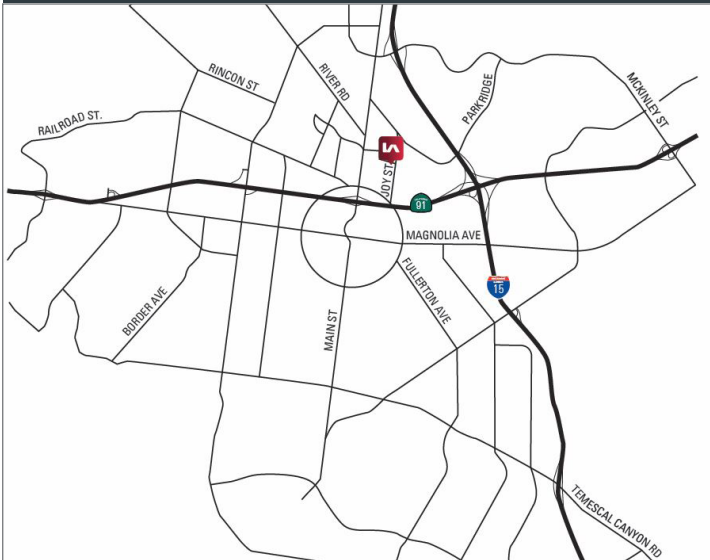 RINCON ST
RIVER RD
PARKRIDGE
MCKINLEY ST
RAILROAD ST.
JOY ST
91
MAGNOLIA AVE
15
BORDER AVE
FULLERTON AVE
MAIN ST
TEMESCAL CANYON RD